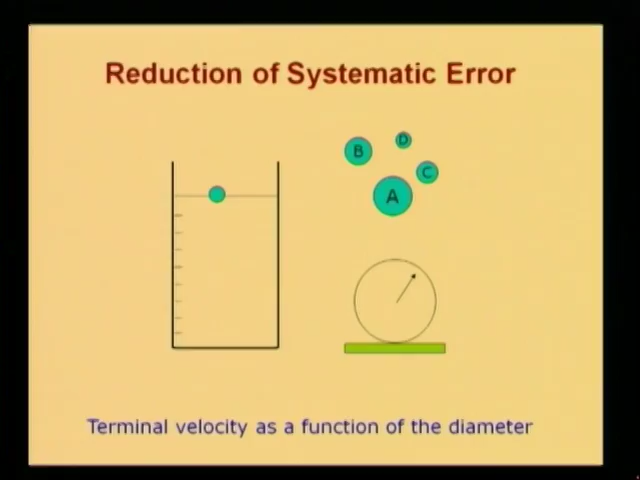 Reduction of Systematic Error
B
D
C
A
Terminal velocity as a function of the diameter